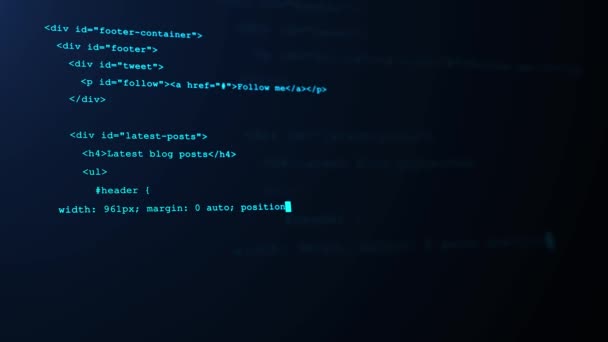 <div id="footer-container">
<div id="footer">
<div id="tweet">
<p id="follow"><a href="#">Follow me</a></p>
</div>
<div id="latest-posts">
<h4>Latest blog posts</h4>
<ul>
#header {
width: 961px; margin: 0 auto; position